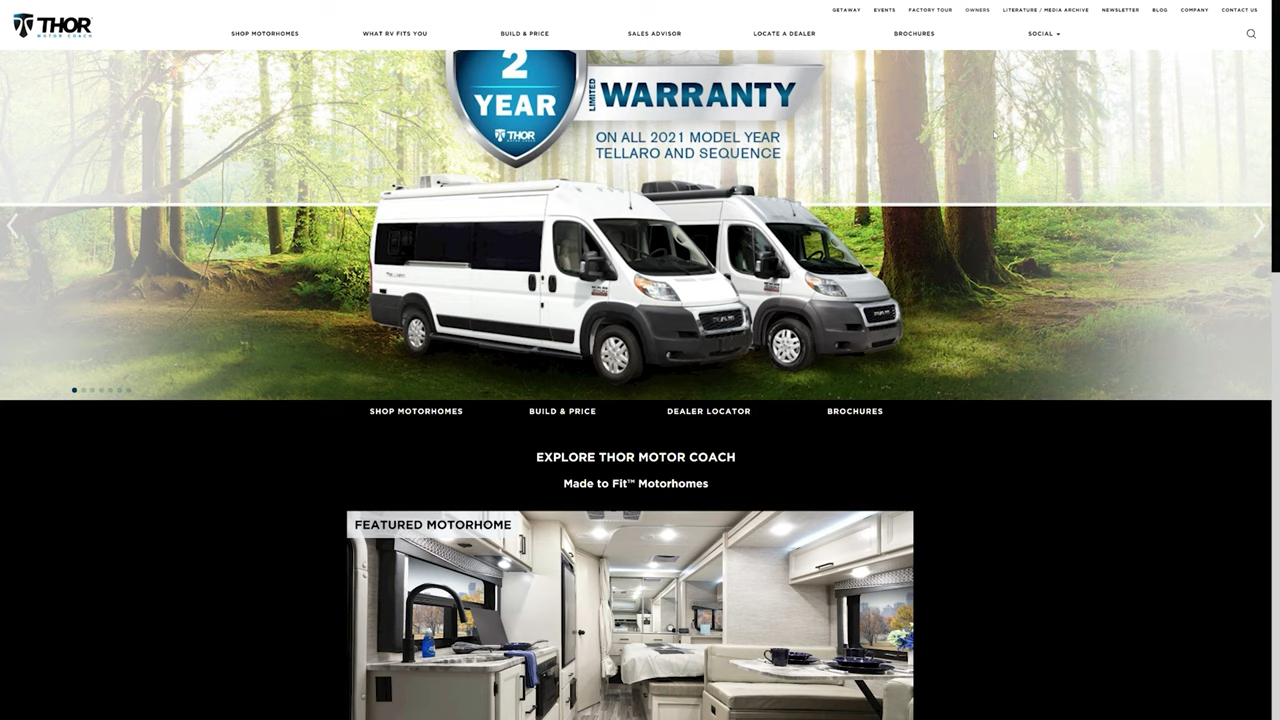 GETAWAY EVENTS FACTORY TOUR OWNERS LITERATURE / MEDIA ARCHIVE NEWSLETTER BLOG COMPANY CONTACT US
THOR
MOTOR COACH
SHOP MOTORHOMES WHAT RV FITS YOU BUILD & PRICE SALES ADVISOR LOCATE A DEALER BROCHURES SOCIAL
2
YEAR
THOR
LIMITED
WARRANTY
ON ALL 2021 MODEL YEAR
TELLARO AND SEQUENCE
TELLARO
RAM
RAM
SHOP MOTORHOMES BUILD & PRICE DEALER LOCATOR BROCHURES
EXPLORE THOR MOTOR COACH
Made to Fit™ Motorhomes
FEATURED MOTORHOME